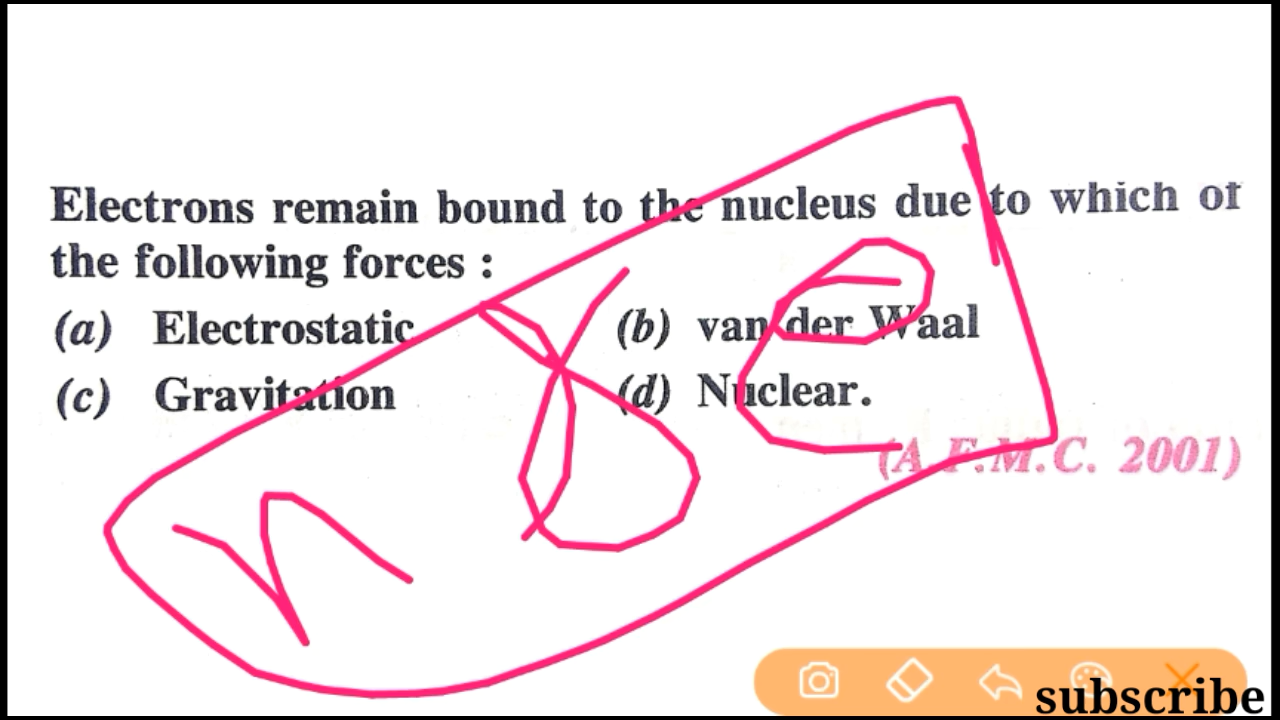 Electrons remain bound to the nucleus due to which of
the following forces :
(a) Electrostatic (b) van der Waal
(c) Gravitation (d) Nuclear.
(A.F.M.C. 2001)
subscribe